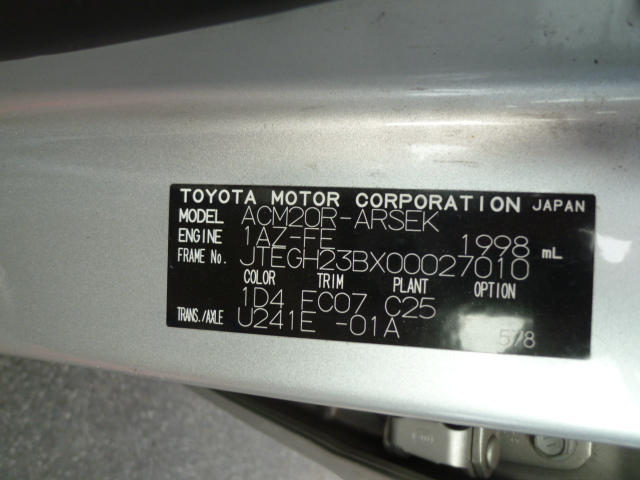 TOYOTA MOTOR CORPORATION JAPAN
MODEL ACM20R-ARSEK
ENGINE 1AZ-FE 1998 mL
FRAME No. JTEGH23BX00027010
COLOR TRIM PLANT OPTION
1D4 FC07 C25
TRANS./AXLE U241E -01A
578